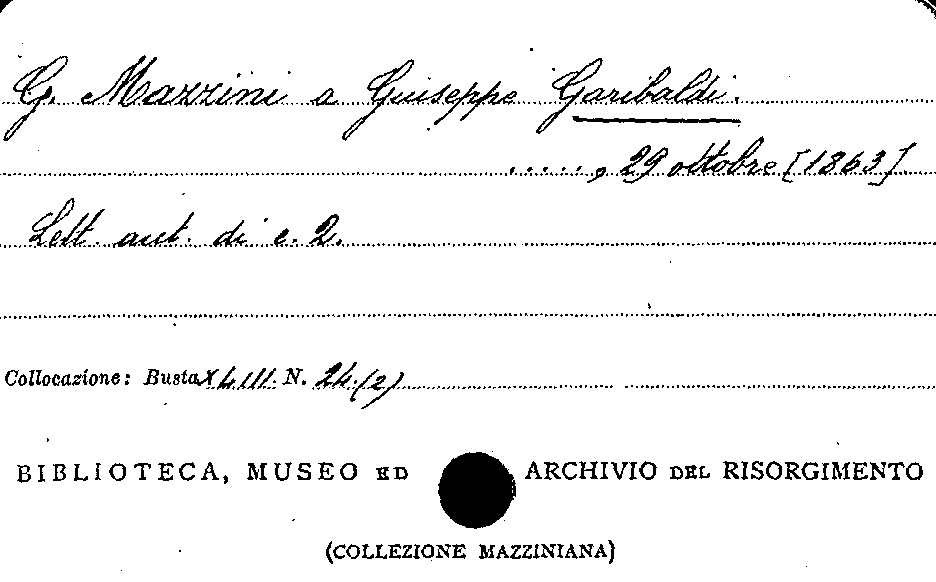 G. Mazzini a Giuseppe Garibaldi.
....., 29 ottobre [1863]
Lett. aut. di c. 2.
Collocazione: Busta XLIII. N. 24.(2)
BIBLIOTECA, MUSEO ED ARCHIVIO DEL RISORGIMENTO
(COLLEZIONE MAZZINIANA)